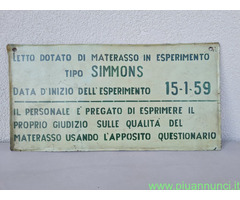 LETTO DOTATO DI MATERASSO IN ESPERIMENTO
TIPO SIMMONS
DATA D'INIZIO DELL'ESPERIMENTO 15-1-59
IL PERSONALE È PREGATO DI ESPRIMERE IL
PROPRIO GIUDIZIO SULLE QUALITÀ DEL
MATERASSO USANDO L'APPOSITO QUESTIONARIO
www.piuannunci.it